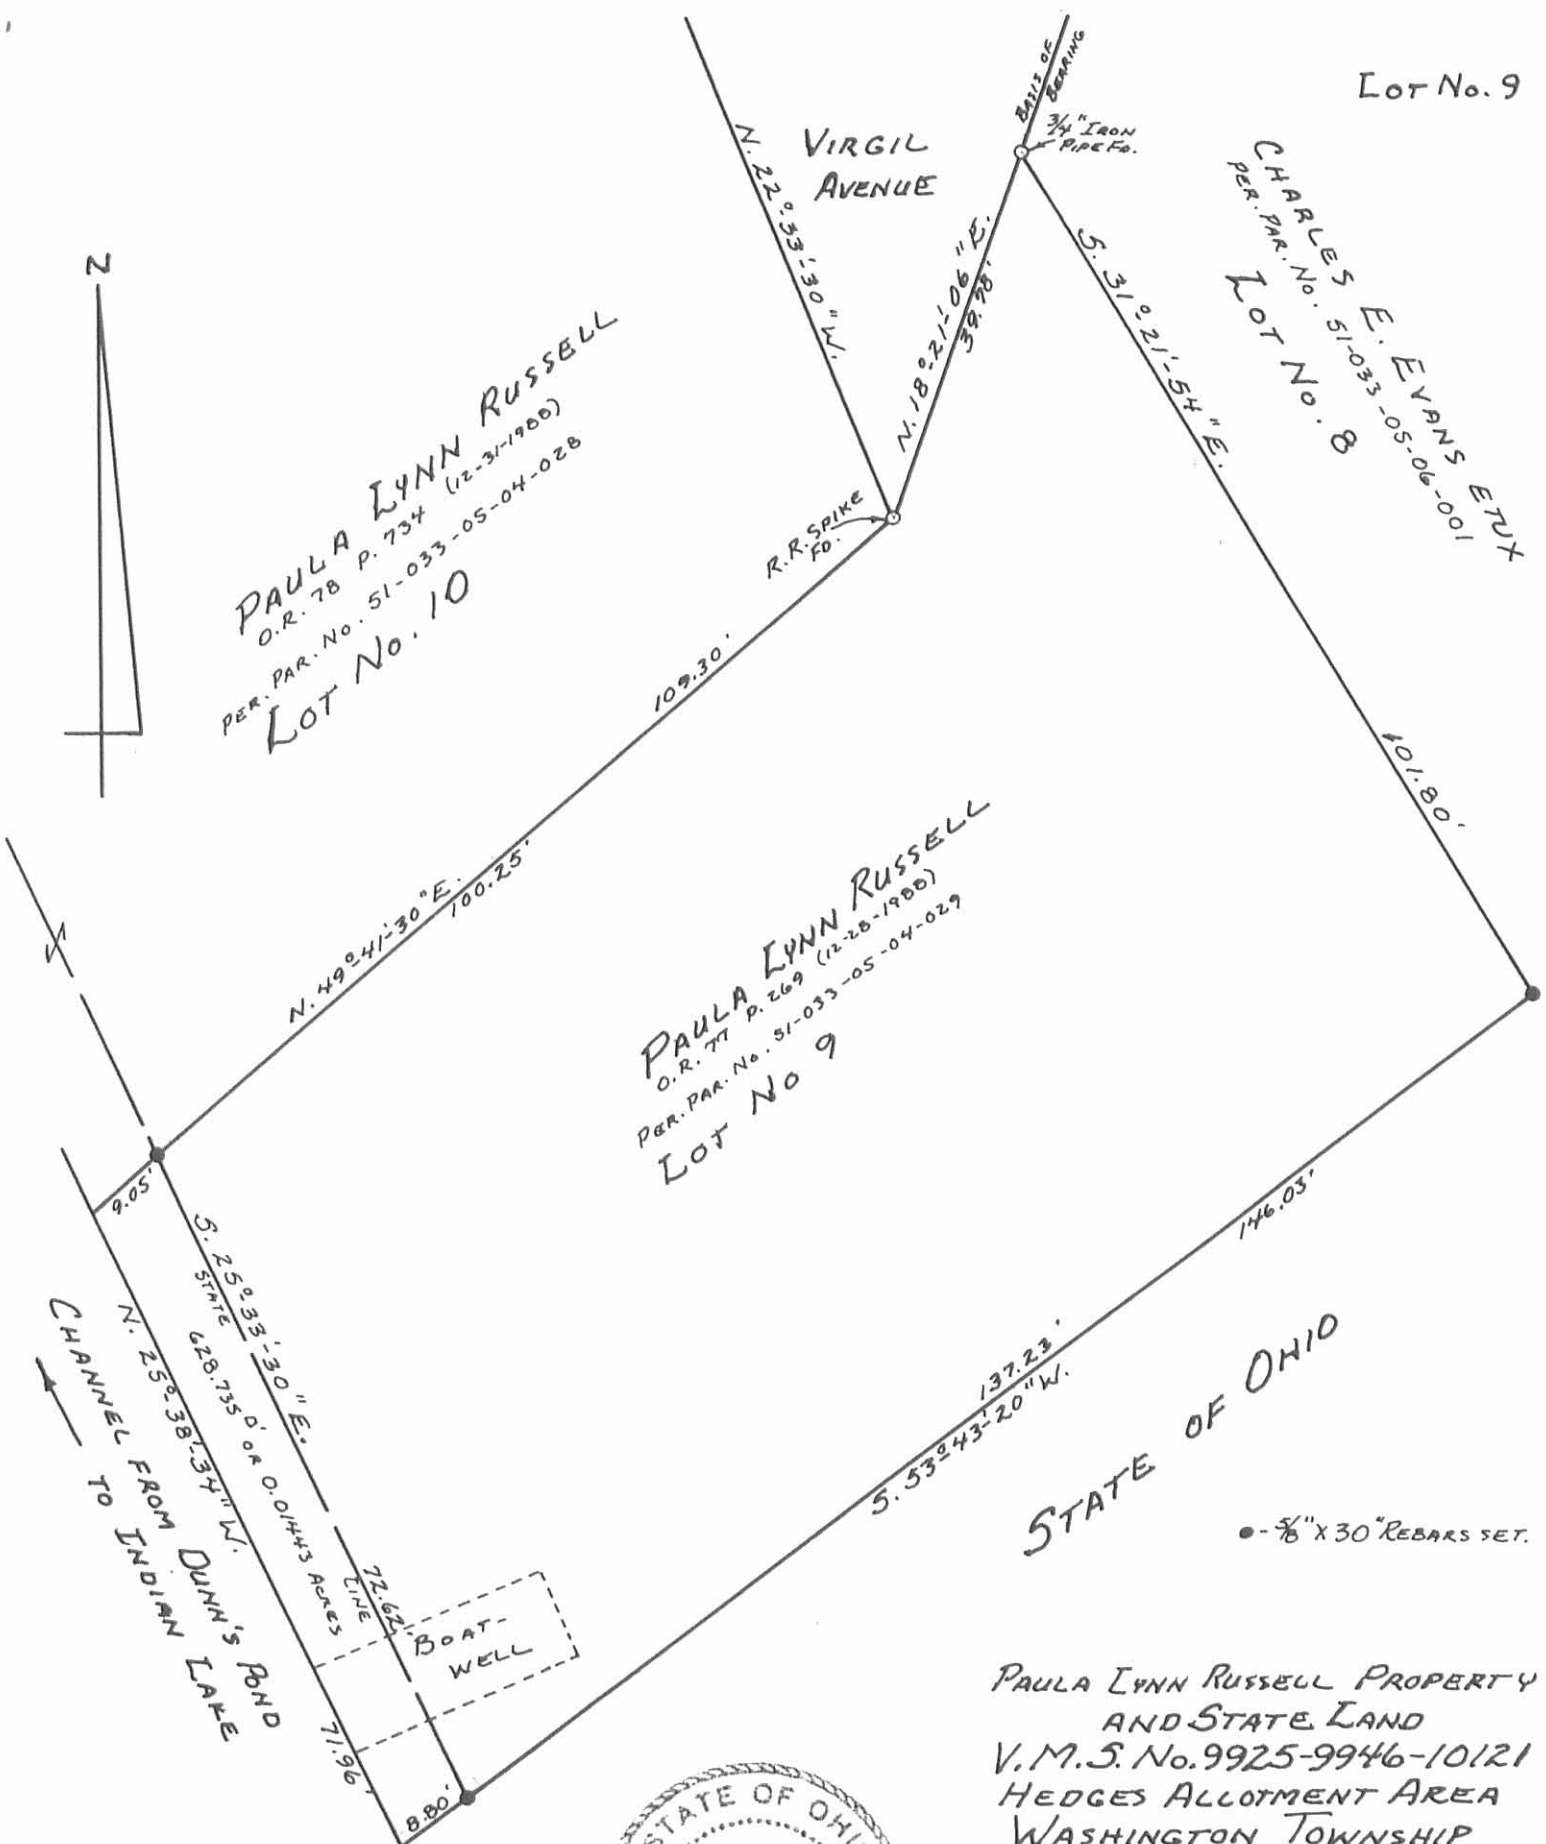 Lot No. 9
BASIS OF
BEARING
3/4" IRON
PIPE FD.
VIRGIL
AVENUE
N. 22°-33'-30" W.
N. 18°-21'-06" E.
39.98'
S. 31°-21'-54" E.
101.80'
CHARLES E. EVANS ETUX
PER. PAR. No. 51-033-05-06-001
LOT No. 8
N
PAULA LYNN RUSSELL
O.R. 78 P. 734 (12-31-1988)
PER. PAR. No. 51-033-05-04-028
LOT No. 10
R.R. SPIKE
FD.
109.30'
N. 49°-41'-30" E.
100.25'
PAULA LYNN RUSSELL
O.R. 77 P. 269 (12-28-1988)
PER. PAR. No. 51-033-05-04-029
LOT No 9
9.05'
S. 25°-33'-30" E.
72.62'
STATE LINE
628.735 □' OR 0.01443 ACRES
N. 25°-38'-34" W.
71.96'
CHANNEL FROM DUNN'S POND
TO INDIAN LAKE
BOAT-
WELL
8.80'
146.03'
137.23'
S. 53°-43'-20" W.
STATE OF OHIO
●-5/8" X 30" REBARS SET.
PAULA LYNN RUSSELL PROPERTY
AND STATE LAND
V.M.S. No. 9925-9946-10121
HEDGES ALLOTMENT AREA
WASHINGTON TOWNSHIP
STATE OF OHIO